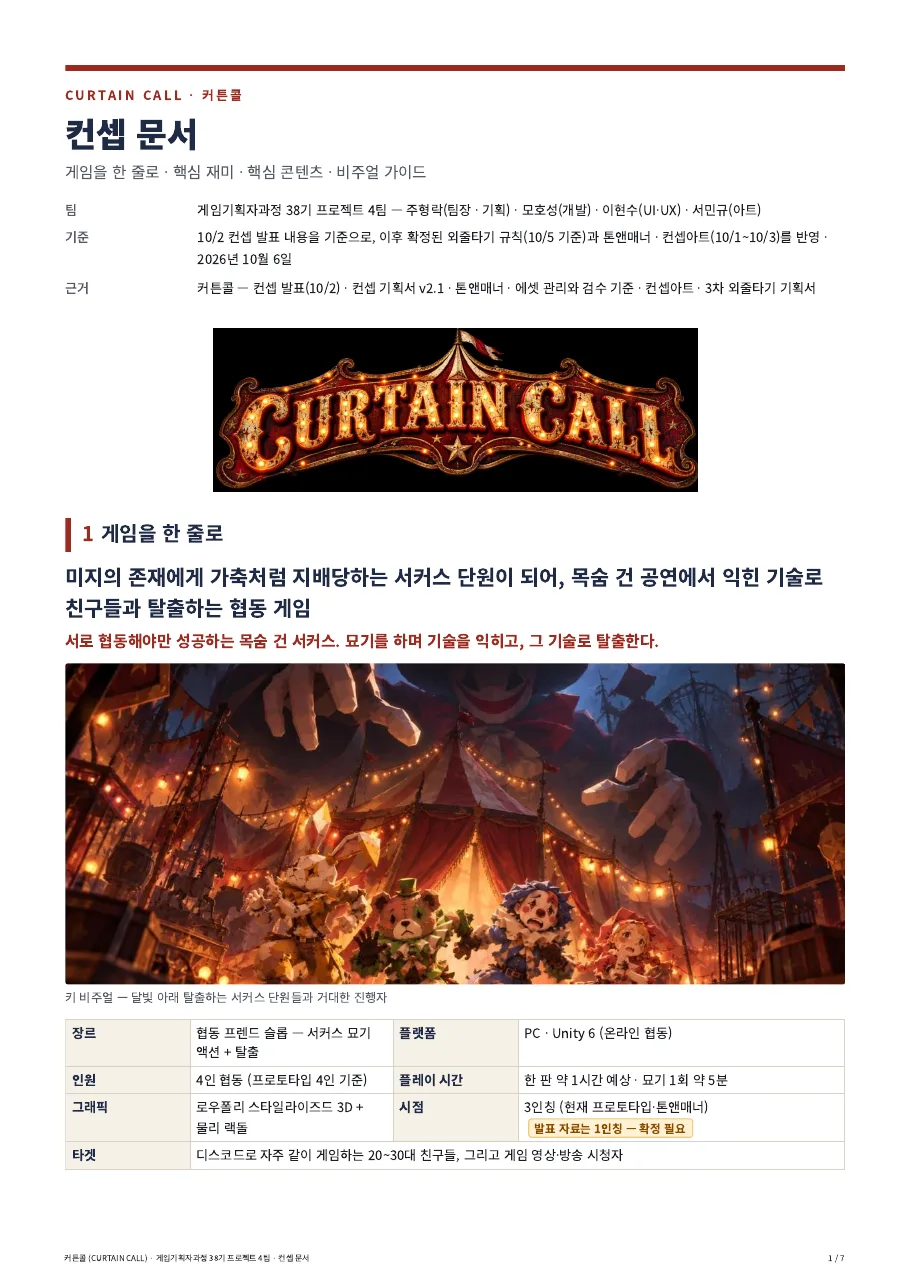 CURTAIN CALL · 커튼콜
컨셉 문서
게임을 한 줄로 · 핵심 재미 · 핵심 콘텐츠 · 비주얼 가이드
팀 게임기획자과정 38기 프로젝트 4팀 — 주형락(팀장 · 기획) · 모호성(개발) · 이현수(UI·UX) · 서민규(아트)
기준 10/2 컨셉 발표 내용을 기준으로, 이후 확정된 외줄타기 규칙(10/5 기준)과 톤앤매너 · 컨셉아트(10/1~10/3)를 반영 ·
2026년 10월 6일
근거 커튼콜 — 컨셉 발표(10/2) · 컨셉 기획서 v2.1 · 톤앤매너 · 에셋 관리와 검수 기준 · 컨셉아트 · 3차 외줄타기 기획서
CURTAIN CALL
1 게임을 한 줄로
미지의 존재에게 가축처럼 지배당하는 서커스 단원이 되어, 목숨 건 공연에서 익힌 기술로
친구들과 탈출하는 협동 게임
서로 협동해야만 성공하는 목숨 건 서커스. 묘기를 하며 기술을 익히고, 그 기술로 탈출한다.
키 비주얼 — 달빛 아래 탈출하는 서커스 단원들과 거대한 진행자
장르 협동 프렌드 슬롭 — 서커스 묘기
액션 + 탈출
플랫폼 PC · Unity 6 (온라인 협동)
인원 4인 협동 (프로토타입 4인 기준)
플레이 시간 한 판 약 1시간 예상 · 묘기 1회 약 5분
그래픽 로우폴리 스타일라이즈드 3D +
물리 랙돌
시점 3인칭 (현재 프로토타입·톤앤매너)
발표 자료는 1인칭 — 확정 필요
타겟 디스코드로 자주 같이 게임하는 20~30대 친구들, 그리고 게임 영상·방송 시청자
커튼콜 (CURTAIN CALL) · 게임기획자과정 38기 프로젝트 4팀 · 컨셉 문서
1 / 7